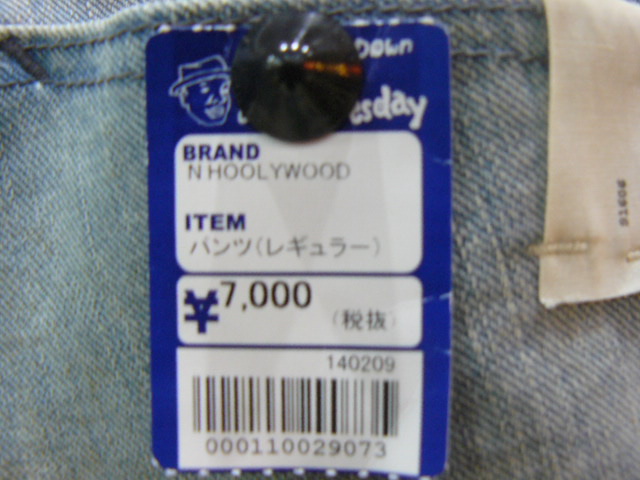 BRAND
N HOOLYWOOD
ITEM
パンツ(レギュラー)
¥7,000
(税抜)
140209
000110029073